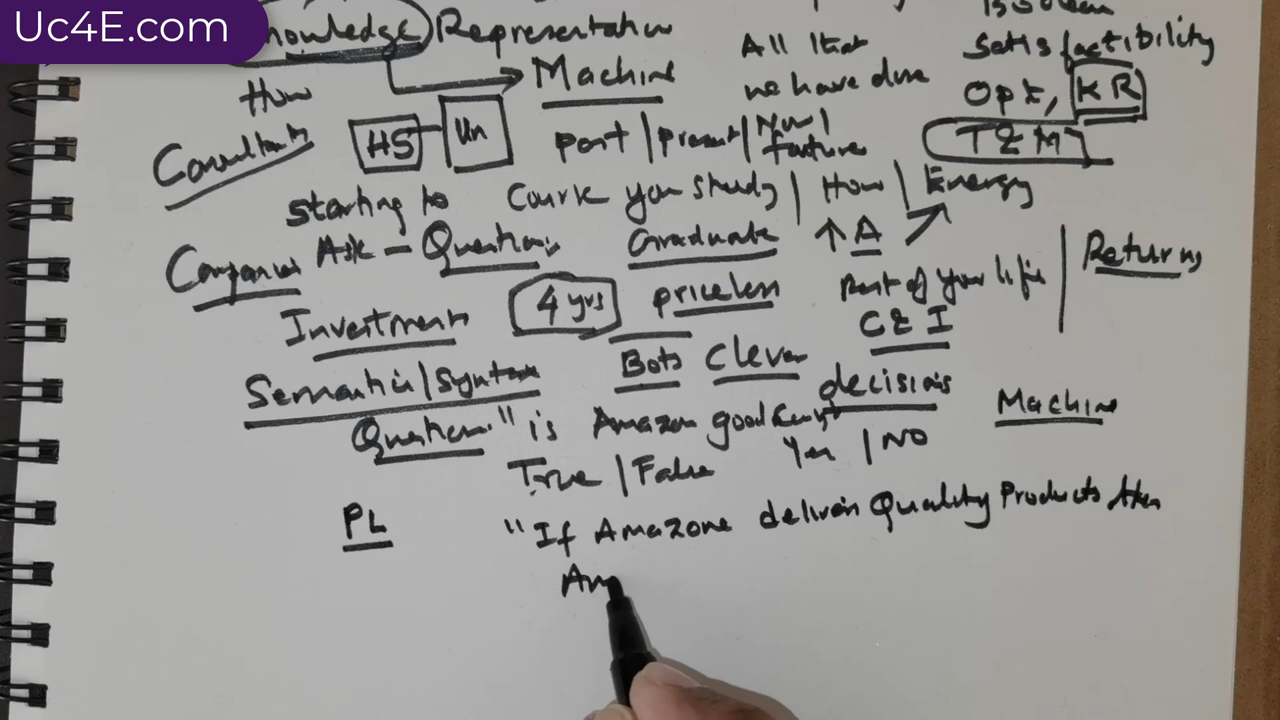 Uc4E.com
Knowledge Representation
Boolean
How
Machine
All that
we have done
Satisfactibility
Opt, KR
Consultants
HS Un
past | present | Now |
future
T & M
starting to
Course you study | How | Energy
Companies
Ask - Questions
Graduate
↑ A
Returns
Investment
4 yrs
priceless
Rest of your life
C & I
Semantics/Syntax
Bots Clever
decisions
Machine
Question "is Amazon good
True | False
Yes | NO
PL
"If Amazone delivers Quality Products then
Am